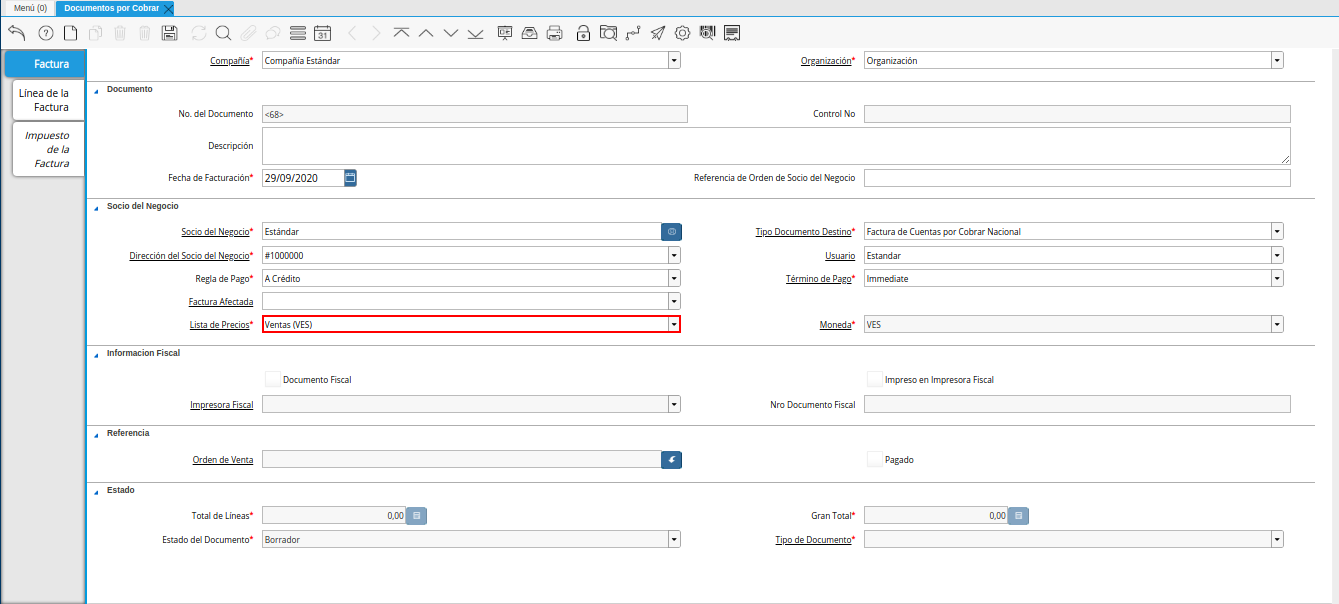 Menú (0) Documentos por Cobrar
31
Factura
Compañía* Compañía Estándar Organización* Organización
Línea de la
Factura
Impuesto
de la
Factura
Documento
No. del Documento <68> Control No
Descripción
Fecha de Facturación* 29/09/2020 Referencia de Orden de Socio del Negocio
Socio del Negocio
Socio del Negocio* Estándar Tipo Documento Destino* Factura de Cuentas por Cobrar Nacional
Dirección del Socio del Negocio* #1000000 Usuario Estandar
Regla de Pago* A Crédito Término de Pago* Immediate
Factura Afectada
Lista de Precios* Ventas (VES) Moneda* VES
Informacion Fiscal
Documento Fiscal Impreso en Impresora Fiscal
Impresora Fiscal Nro Documento Fiscal
Referencia
Orden de Venta Pagado
Estado
Total de Líneas* 0,00 Gran Total* 0,00
Estado del Documento* Borrador Tipo de Documento*